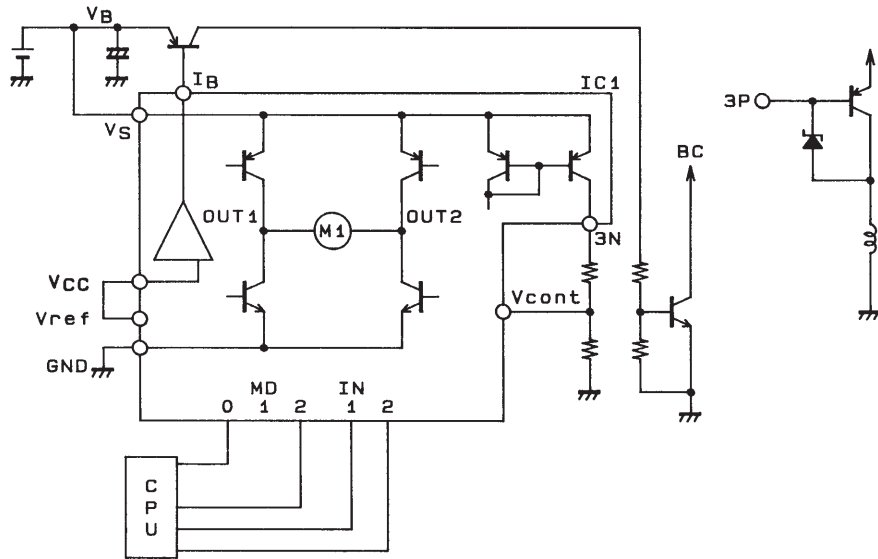 VB
IB
IC1
VS
3P
BC
OUT1
M1
OUT2
3N
VCC
Vcont
Vref
GND
MD IN
0 1 2 1 2
C
P
U